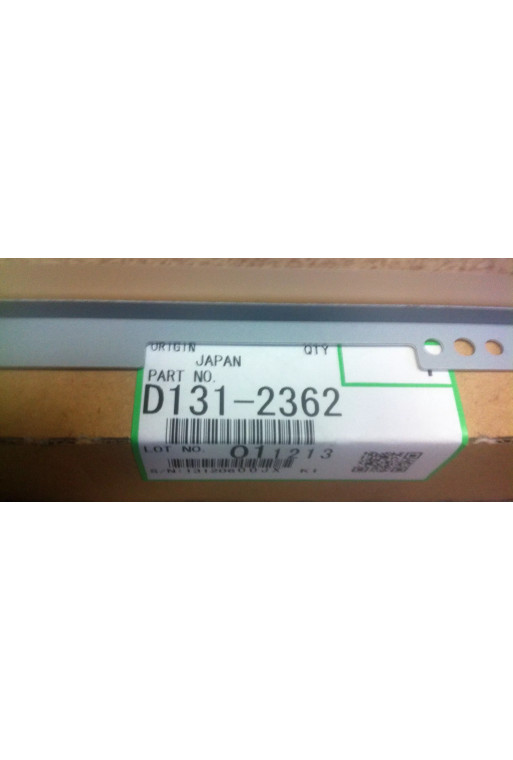 ORIGIN QTY
JAPAN
PART NO.
D131-2362
LOT NO. 011213